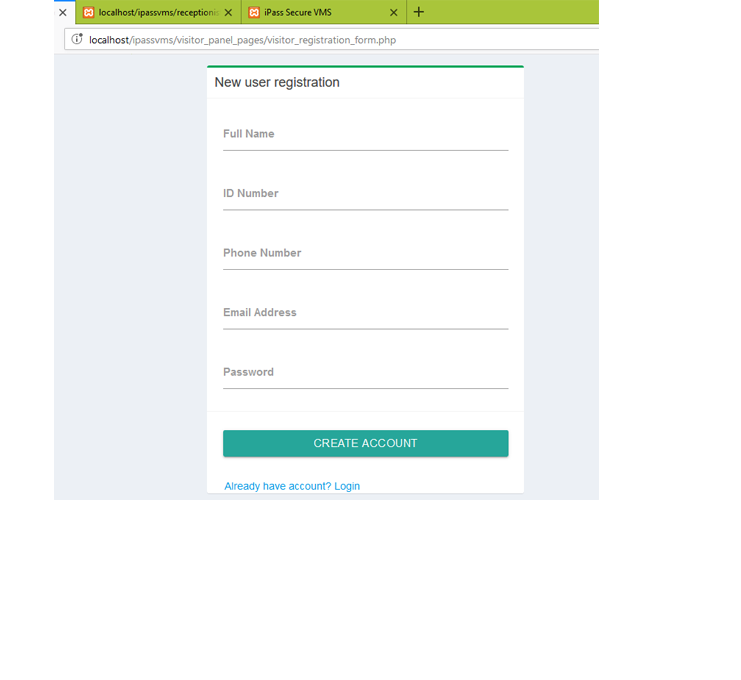 localhost/ipassvms/receptionis
iPass Secure VMS
localhost/ipassvms/visitor_panel_pages/visitor_registration_form.php
New user registration
Full Name
ID Number
Phone Number
Email Address
Password
CREATE ACCOUNT
Already have account? Login